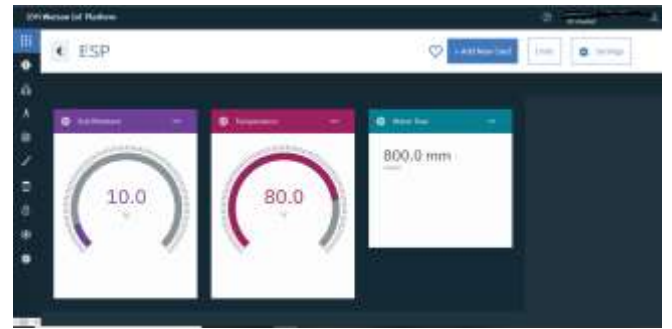 IBM Watson IoT Platform
ESP
+ Add New Card
Settings
Soil Moisture
Temperature
Water Flow
10.0
80.0
800.0 mm